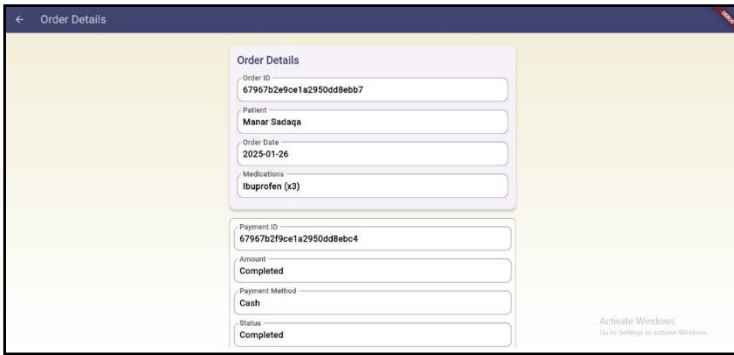 ← Order Details
DEBUG
Order Details
Order ID
67967b2e9ce1a2950dd8ebb7
Patient
Manar Sadaqa
Order Date
2025-01-26
Medications
Ibuprofen (x3)
Payment ID
67967b2f9ce1a2950dd8ebc4
Amount
Completed
Payment Method
Cash
Status
Completed
Activate Windows
Go to Settings to activate Windows.